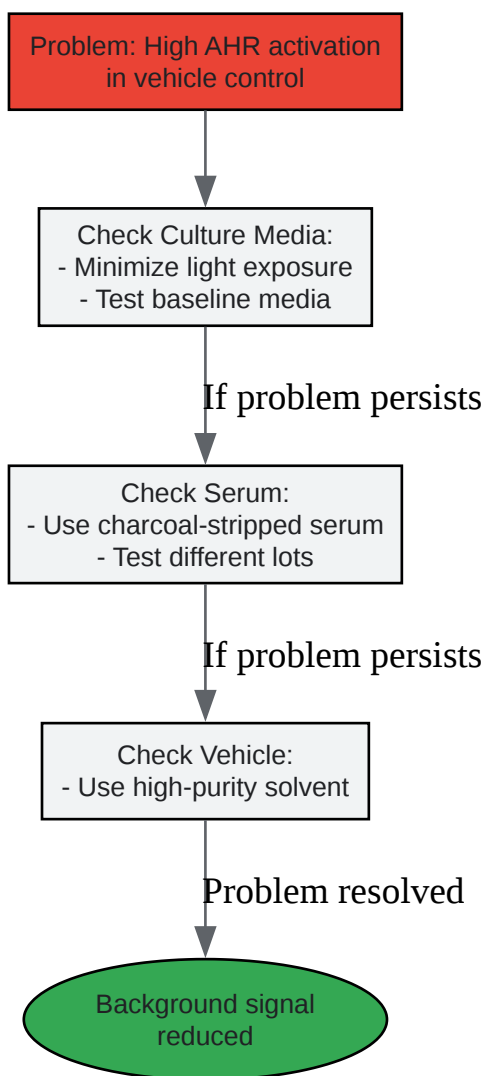 Problem: High AHR activation
in vehicle control
Check Culture Media:
- Minimize light exposure
- Test baseline media
If problem persists
Check Serum:
- Use charcoal-stripped serum
- Test different lots
If problem persists
Check Vehicle:
- Use high-purity solvent
Problem resolved
Background signal
reduced